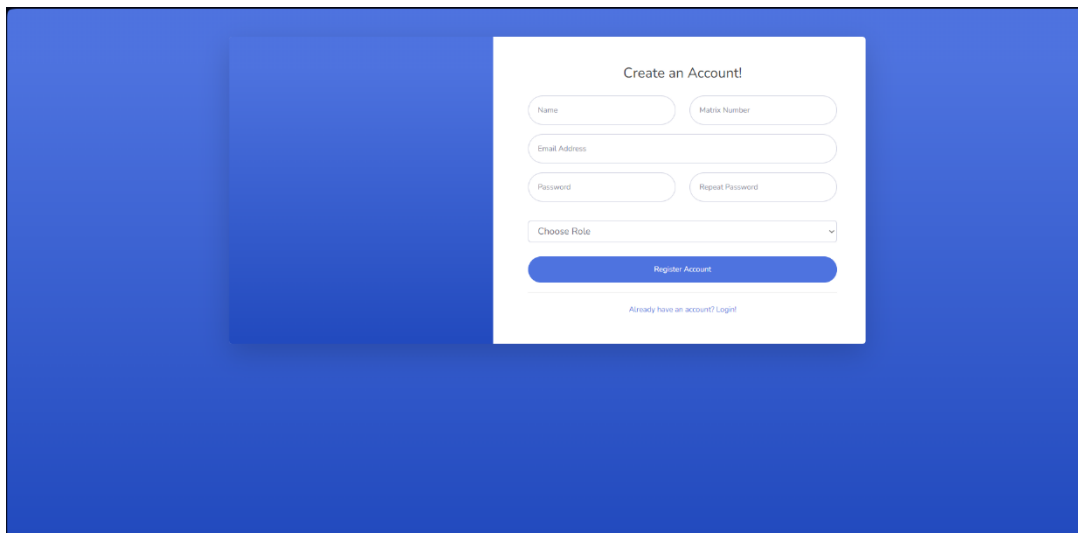 Create an Account!
Name
Matrix Number
Email Address
Password
Repeat Password
Choose Role
Register Account
Already have an account? Login!